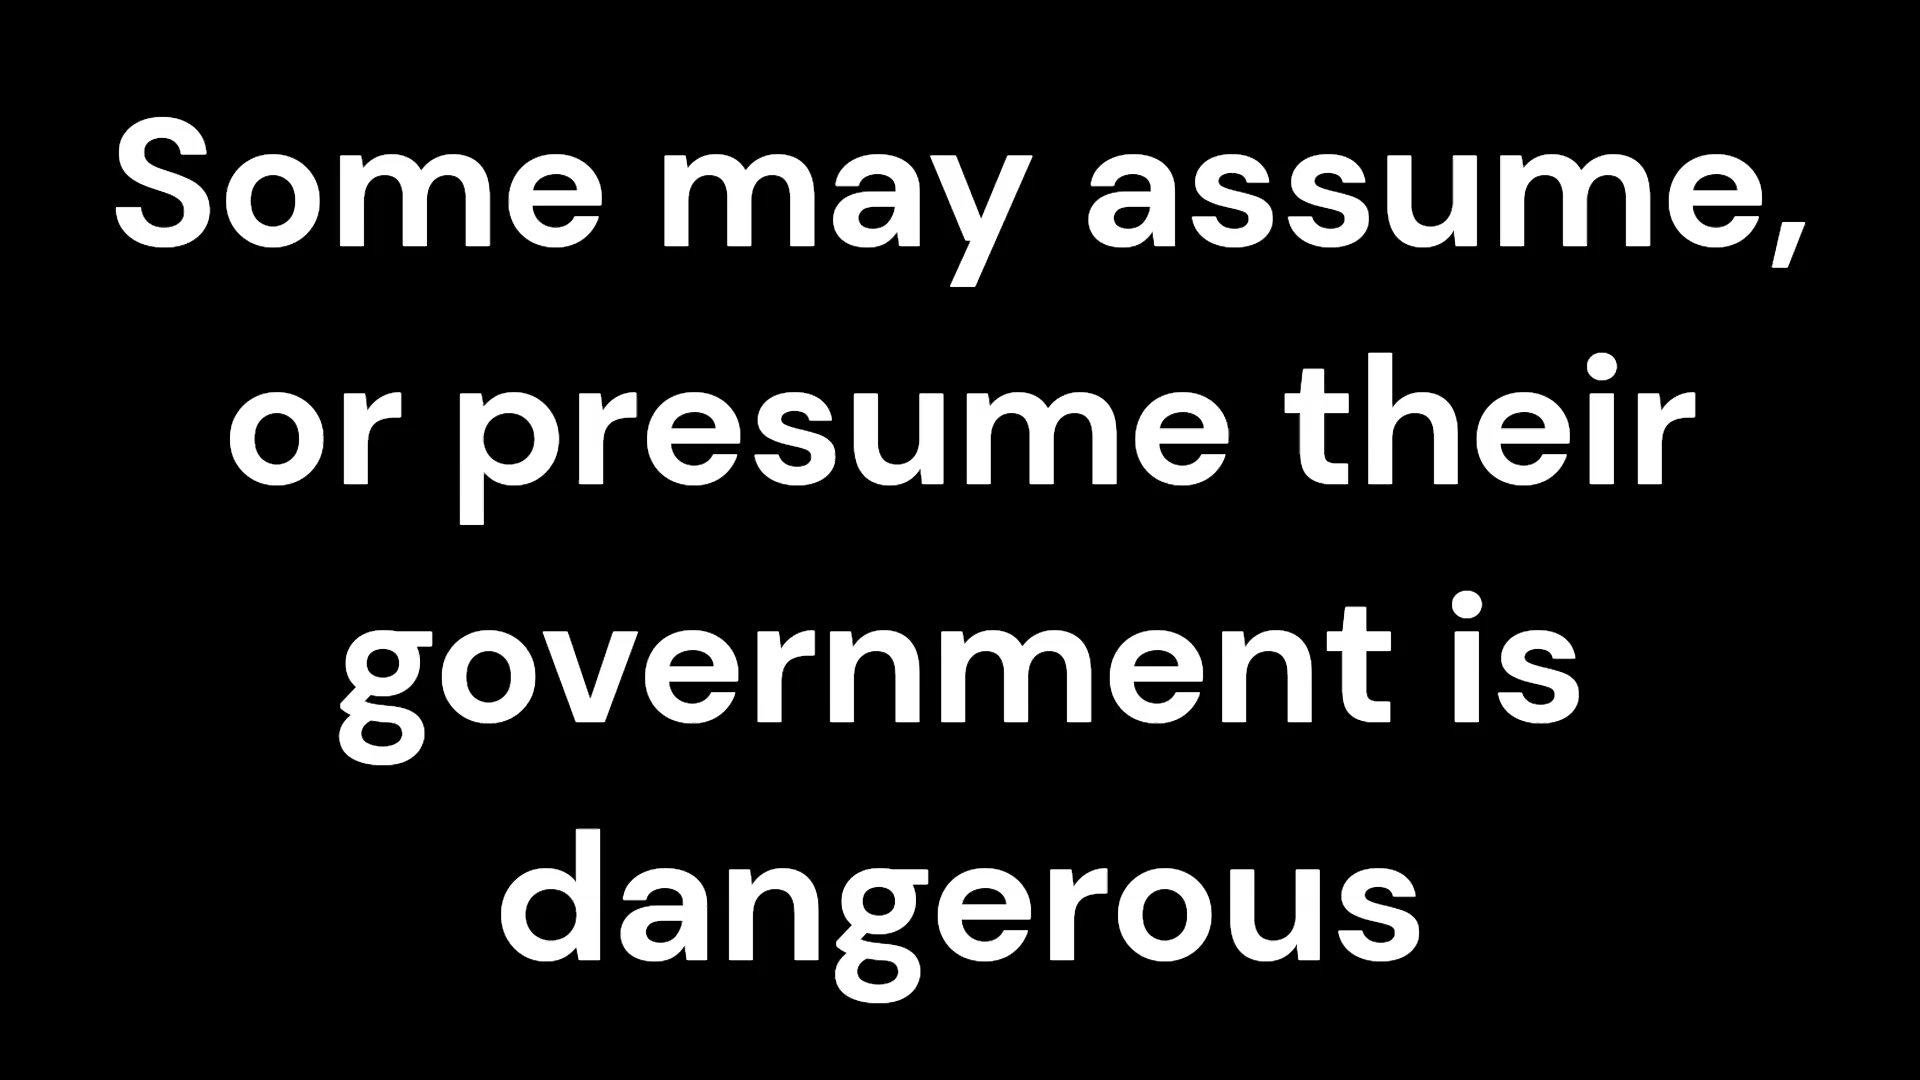 Some may assume,
or presume their
government is
dangerous